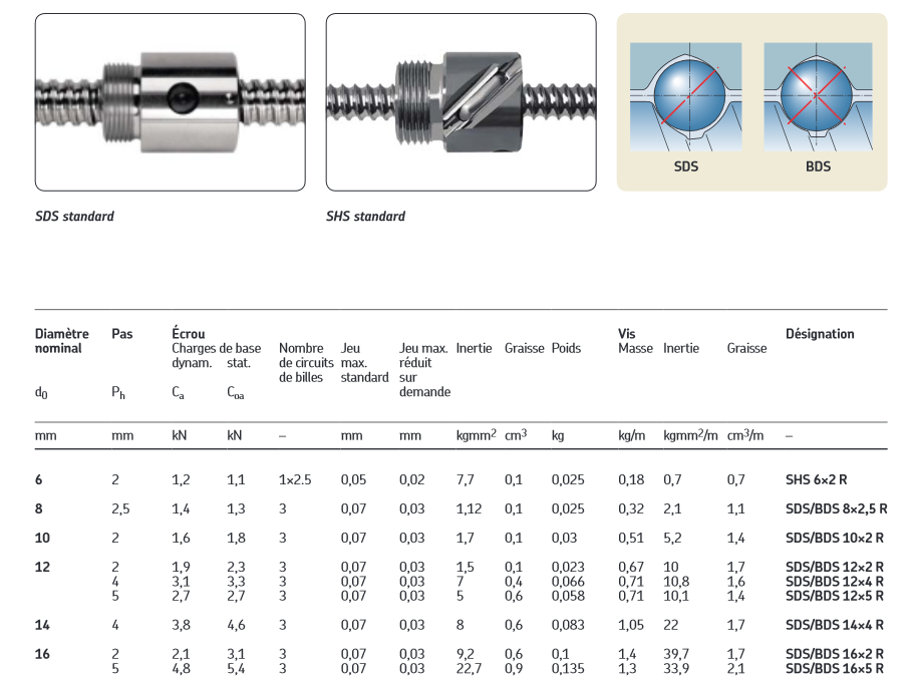 SDS
BDS
SDS standard
SHS standard
Diamètre nominal Pas Écrou Vis Désignation
Charges de base dynam. stat. Nombre de circuits de billes Jeu max. standard Jeu max. réduit sur demande Inertie Graisse Poids Masse Inertie Graisse
d0 Ph Ca Coa
mm mm kN kN – mm mm kgmm² cm³ kg kg/m kgmm²/m cm³/m –
6 2 1,2 1,1 1×2.5 0,05 0,02 7,7 0,1 0,025 0,18 0,7 0,7 SHS 6×2 R
8 2,5 1,4 1,3 3 0,07 0,03 1,12 0,1 0,025 0,32 2,1 1,1 SDS/BDS 8×2,5 R
10 2 1,6 1,8 3 0,07 0,03 1,7 0,1 0,03 0,51 5,2 1,4 SDS/BDS 10×2 R
12 2 1,9 2,3 3 0,07 0,03 1,5 0,1 0,023 0,67 10 1,7 SDS/BDS 12×2 R
4 3,1 3,3 3 0,07 0,03 7 0,4 0,066 0,71 10,8 1,6 SDS/BDS 12×4 R
5 2,7 2,7 3 0,07 0,03 5 0,6 0,058 0,71 10,1 1,4 SDS/BDS 12×5 R
14 4 3,8 4,6 3 0,07 0,03 8 0,6 0,083 1,05 22 1,7 SDS/BDS 14×4 R
16 2 2,1 3,1 3 0,07 0,03 9,2 0,6 0,1 1,4 39,7 1,7 SDS/BDS 16×2 R
5 4,8 5,4 3 0,07 0,03 22,7 0,9 0,135 1,3 33,9 2,1 SDS/BDS 16×5 R